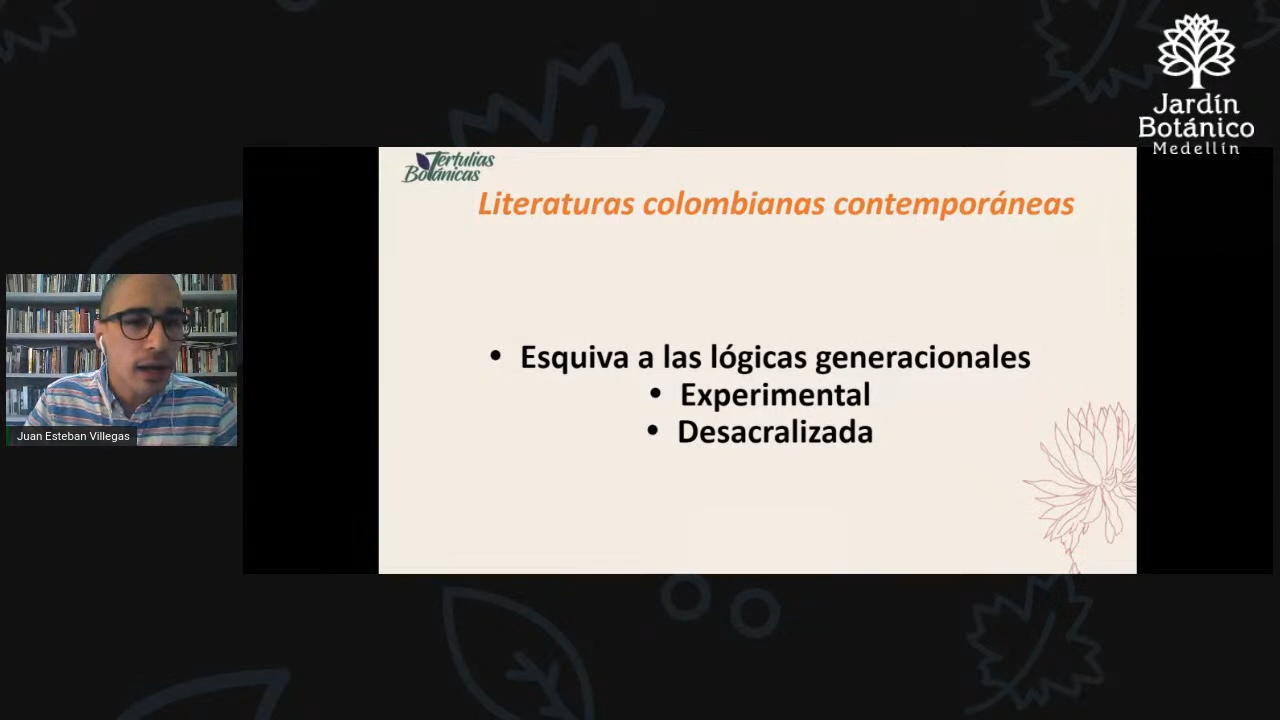 Jardín
Botánico
Medellín
Tertulias
Botánicas
Literaturas colombianas contemporáneas
• Esquiva a las lógicas generacionales
• Experimental
• Desacralizada
Juan Esteban Villegas